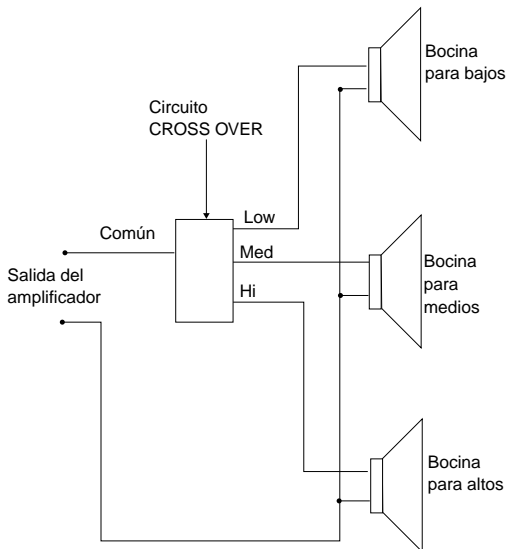 Bocina
para bajos
Circuito
CROSS OVER
Low
Común
Med
Hi
Salida del
amplificador
Bocina
para
medios
Bocina
para altos